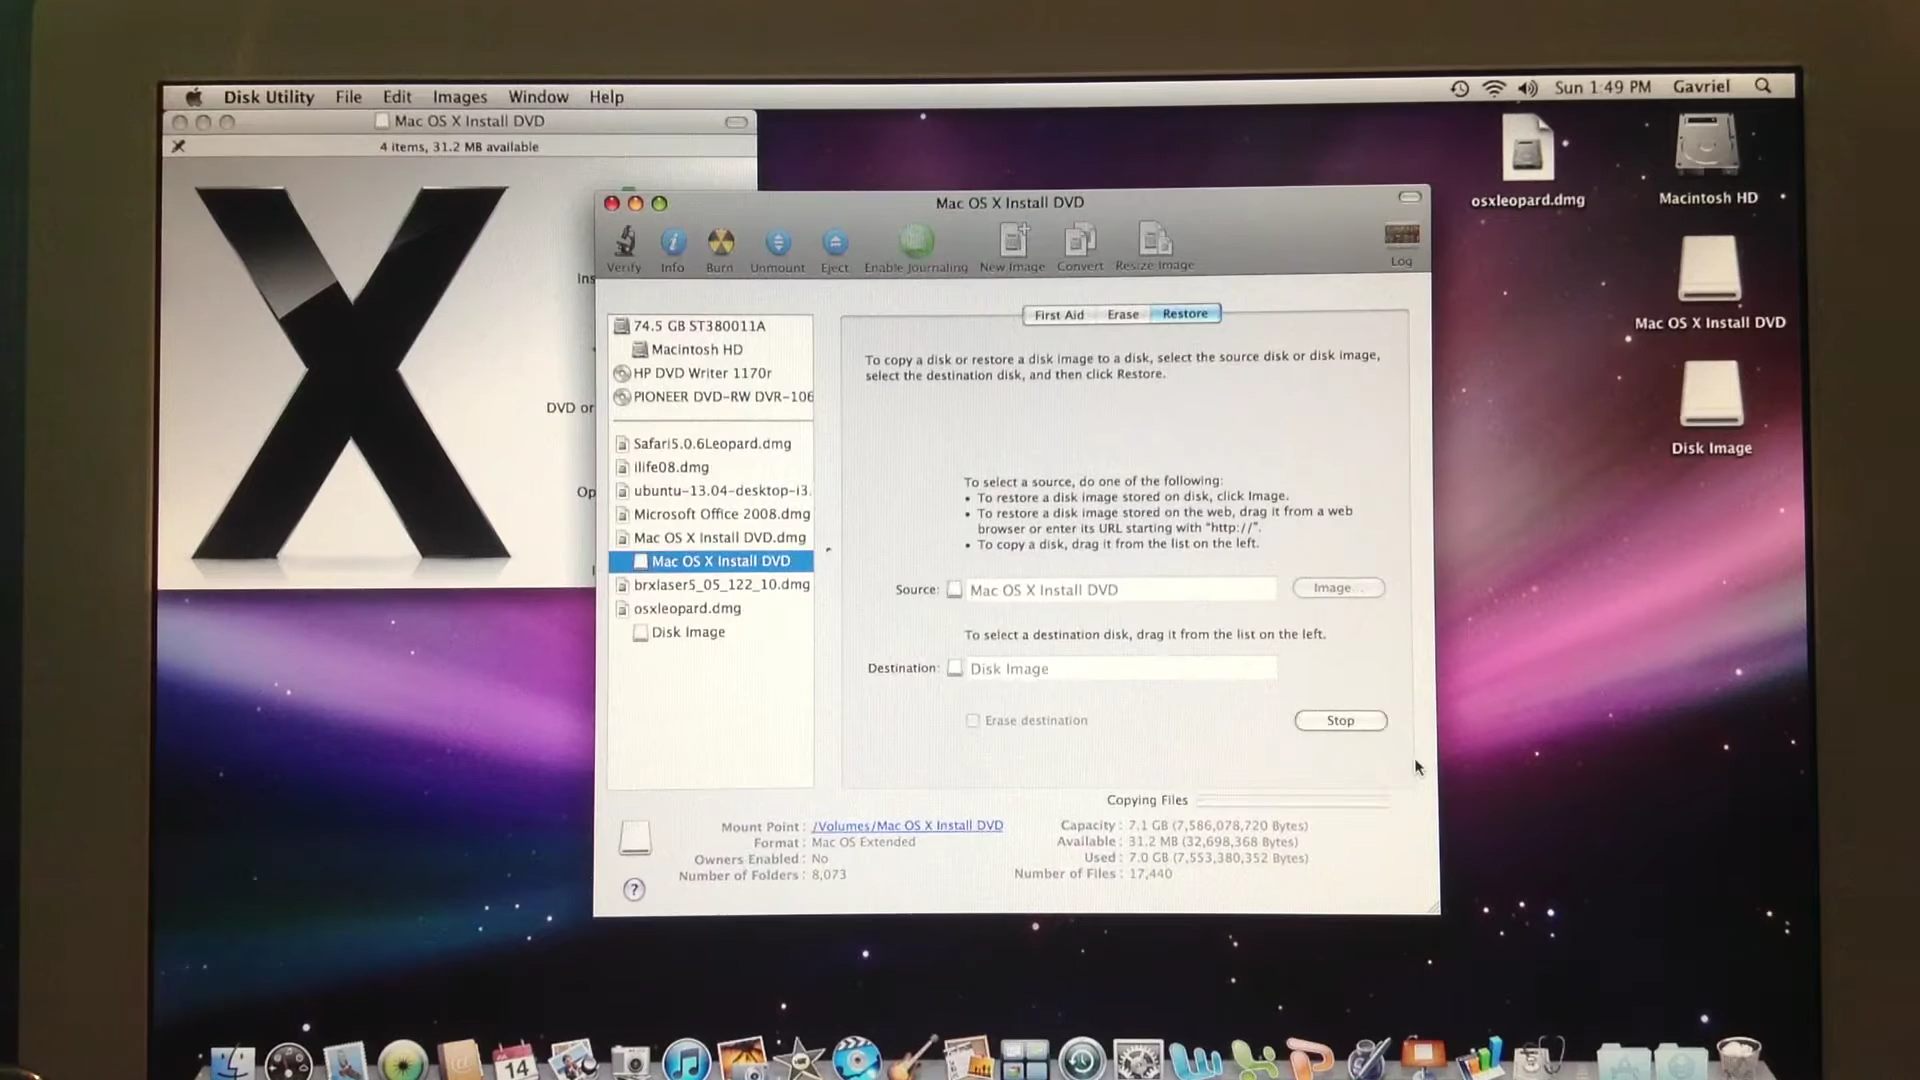 Disk Utility File Edit Images Window Help
Sun 1:49 PM Gavriel
Mac OS X Install DVD
4 items, 31.2 MB available
Ins
DVD or
Op
Mac OS X Install DVD
Verify Info Burn Unmount Eject Enable Journaling New Image Convert Resize Image Log
74.5 GB ST380011A
Macintosh HD
HP DVD Writer 1170r
PIONEER DVD-RW DVR-106
Safari5.0.6Leopard.dmg
ilife08.dmg
ubuntu-13.04-desktop-i3.
Microsoft Office 2008.dmg
Mac OS X Install DVD.dmg
Mac OS X Install DVD
brxlaser5_05_122_10.dmg
osxleopard.dmg
Disk Image
First Aid Erase Restore
To copy a disk or restore a disk image to a disk, select the source disk or disk image,
select the destination disk, and then click Restore.
To select a source, do one of the following:
• To restore a disk image stored on disk, click Image.
• To restore a disk image stored on the web, drag it from a web
browser or enter its URL starting with "http://".
• To copy a disk, drag it from the list on the left.
Source: Mac OS X Install DVD Image...
To select a destination disk, drag it from the list on the left.
Destination: Disk Image
Erase destination Stop
Copying Files
Mount Point : /Volumes/Mac OS X Install DVD
Format : Mac OS Extended
Owners Enabled : No
Number of Folders : 8,073
Capacity : 7.1 GB (7,586,078,720 Bytes)
Available : 31.2 MB (32,698,368 Bytes)
Used : 7.0 GB (7,553,380,352 Bytes)
Number of Files : 17,440
?
osxleopard.dmg
Macintosh HD
Mac OS X Install DVD
Disk Image
14